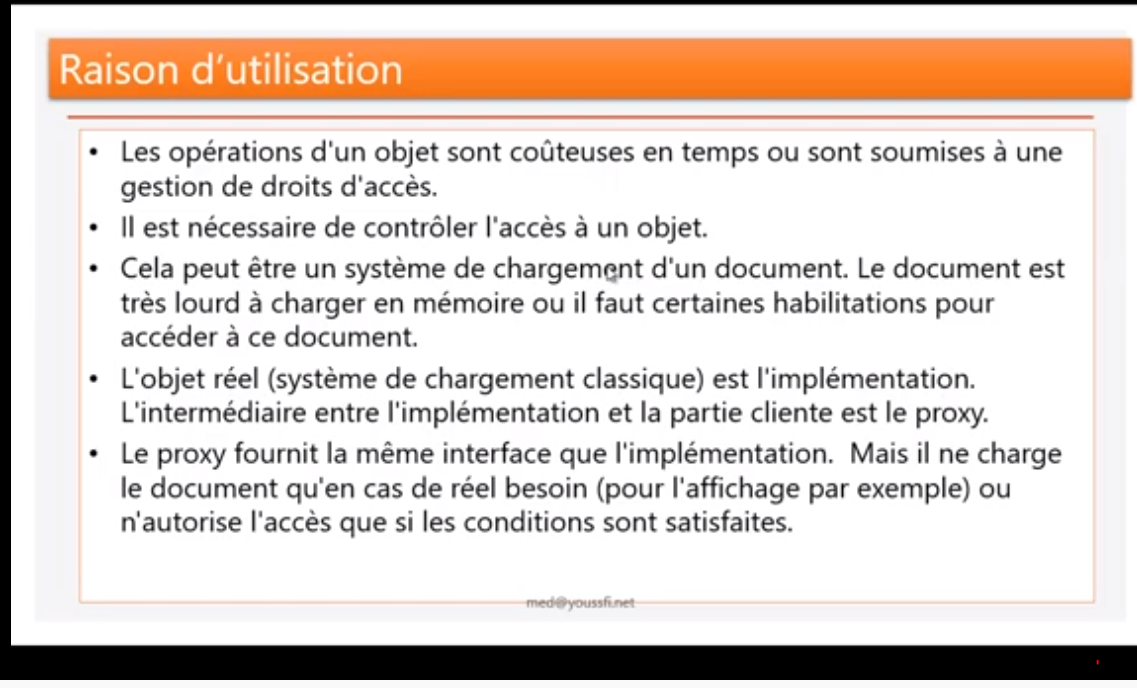 Raison d'utilisation
• Les opérations d'un objet sont coûteuses en temps ou sont soumises à une
gestion de droits d'accès.
• Il est nécessaire de contrôler l'accès à un objet.
• Cela peut être un système de chargement d'un document. Le document est
très lourd à charger en mémoire ou il faut certaines habilitations pour
accéder à ce document.
• L'objet réel (système de chargement classique) est l'implémentation.
L'intermédiaire entre l'implémentation et la partie cliente est le proxy.
• Le proxy fournit la même interface que l'implémentation.  Mais il ne charge
le document qu'en cas de réel besoin (pour l'affichage par exemple) ou
n'autorise l'accès que si les conditions sont satisfaites.
med@youssfi.net